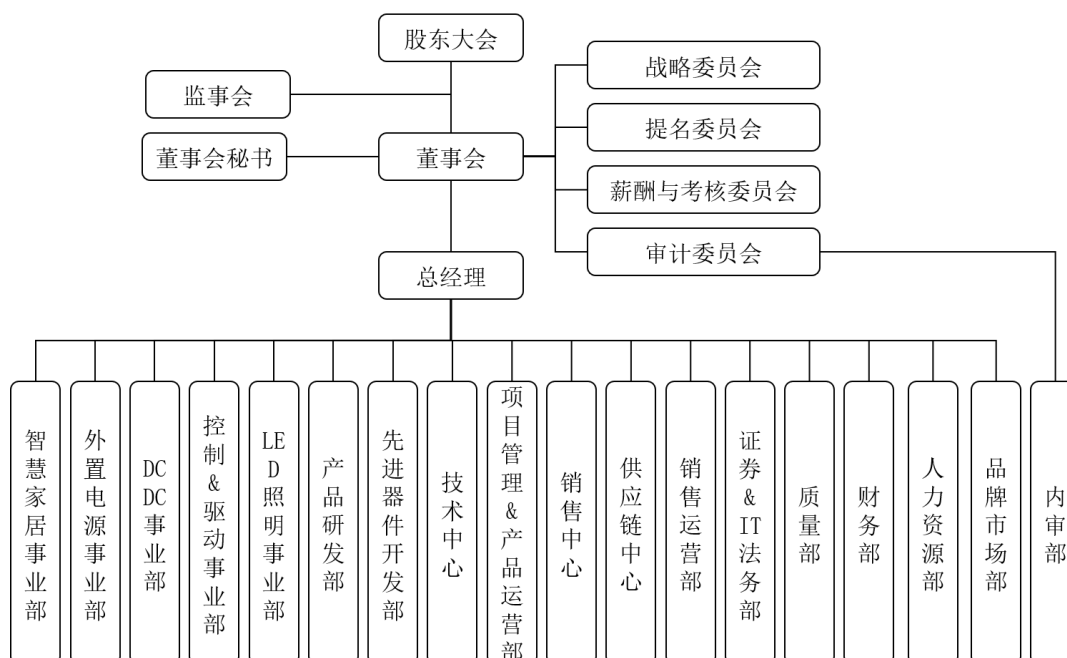 股东大会
战略委员会
监事会
提名委员会
董事会秘书
董事会
薪酬与考核委员会
审计委员会
总经理
智慧家居事业部
外置电源事业部
DCDC事业部
控制&驱动事业部
LED照明事业部
产品研发部
先进器件开发部
技术中心
项目管理&产品运营部
销售中心
供应链中心
销售运营部
证券&IT法务部
质量部
财务部
人力资源部
品牌市场部
内审部